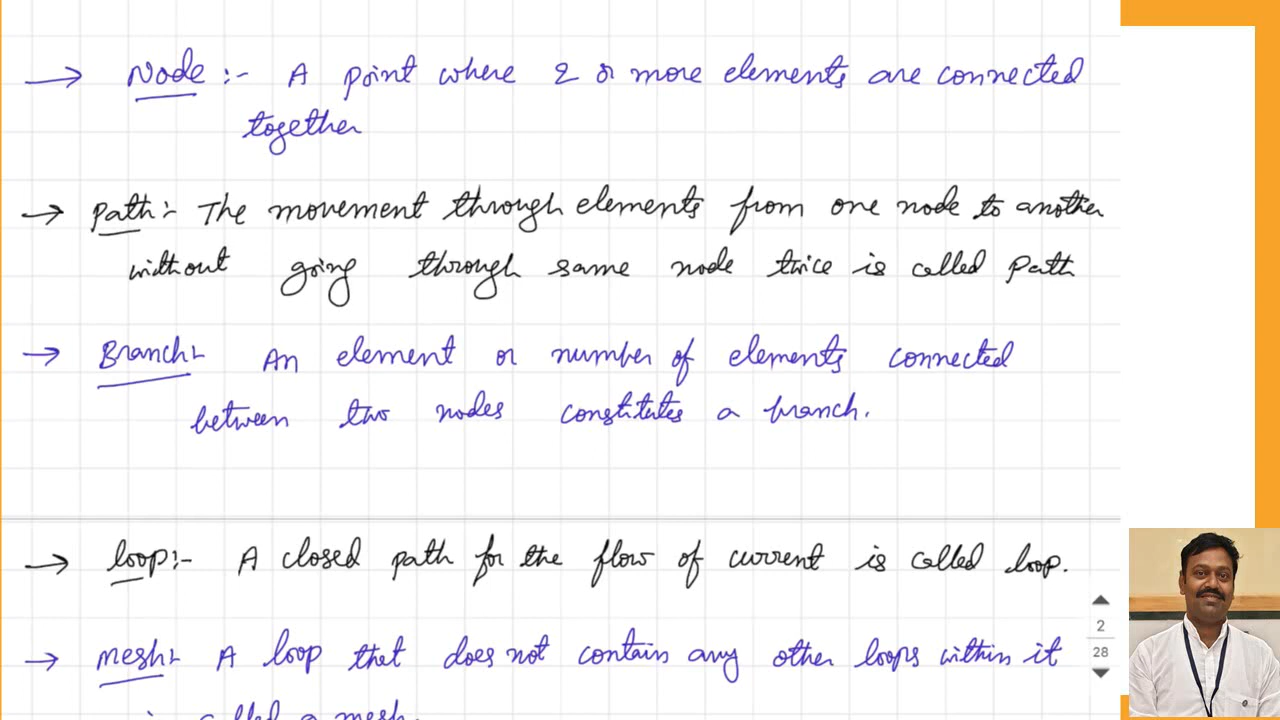 → Node :- A point where 2 or more elements are connected
together
→ Path :- The movement through elements from one node to another
without going through same node twice is called path
→ Branch :- An element or number of elements connected
between two nodes constitutes a branch.
→ loop :- A closed path for the flow of current is called loop.
2
28
→ mesh :- A loop that does not contain any other loops within it
is called a mesh.